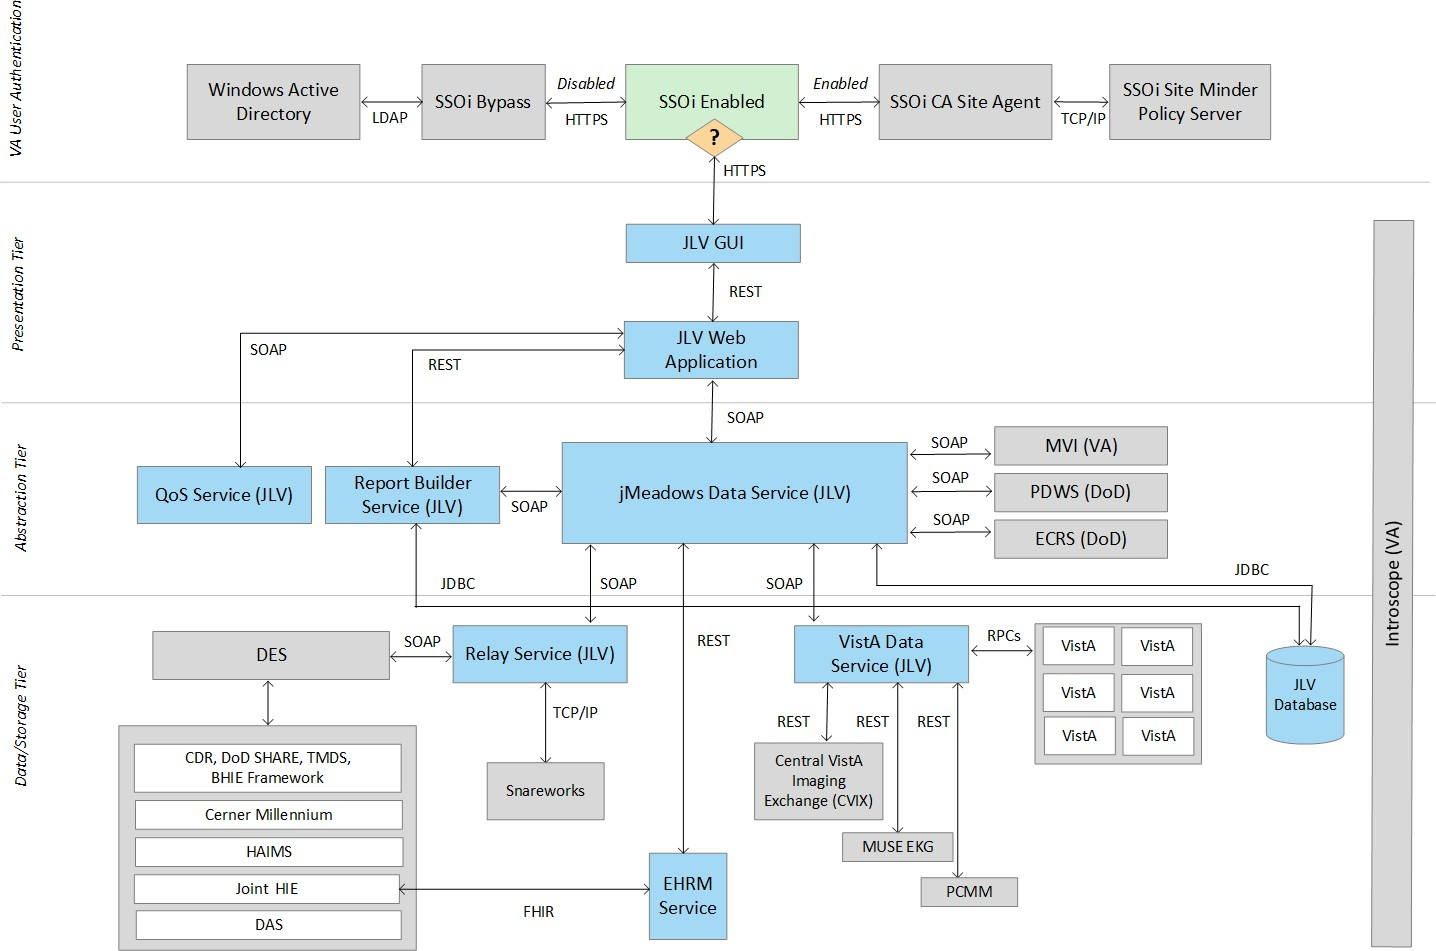 VA User Authentication
Windows Active
Directory
LDAP
SSOi Bypass
Disabled
HTTPS
SSOi Enabled
?
Enabled
HTTPS
SSOi CA Site Agent
TCP/IP
SSOi Site Minder
Policy Server
HTTPS
Presentation Tier
JLV GUI
REST
JLV Web
Application
SOAP
REST
SOAP
Abstraction Tier
QoS Service (JLV)
Report Builder
Service (JLV)
SOAP
jMeadows Data Service (JLV)
SOAP
MVI (VA)
SOAP
PDWS (DoD)
SOAP
ECRS (DoD)
JDBC
SOAP
SOAP
JDBC
Introscope (VA)
Data/Storage Tier
DES
SOAP
Relay Service (JLV)
REST
VistA Data
Service (JLV)
RPCs
VistA
VistA
VistA
VistA
VistA
VistA
JLV
Database
TCP/IP
Snareworks
REST
REST
REST
Central VistA
Imaging
Exchange (CVIX)
MUSE EKG
PCMM
CDR, DoD SHARE, TMDS,
BHIE Framework
Cerner Millennium
HAIMS
Joint HIE
DAS
FHIR
EHRM
Service